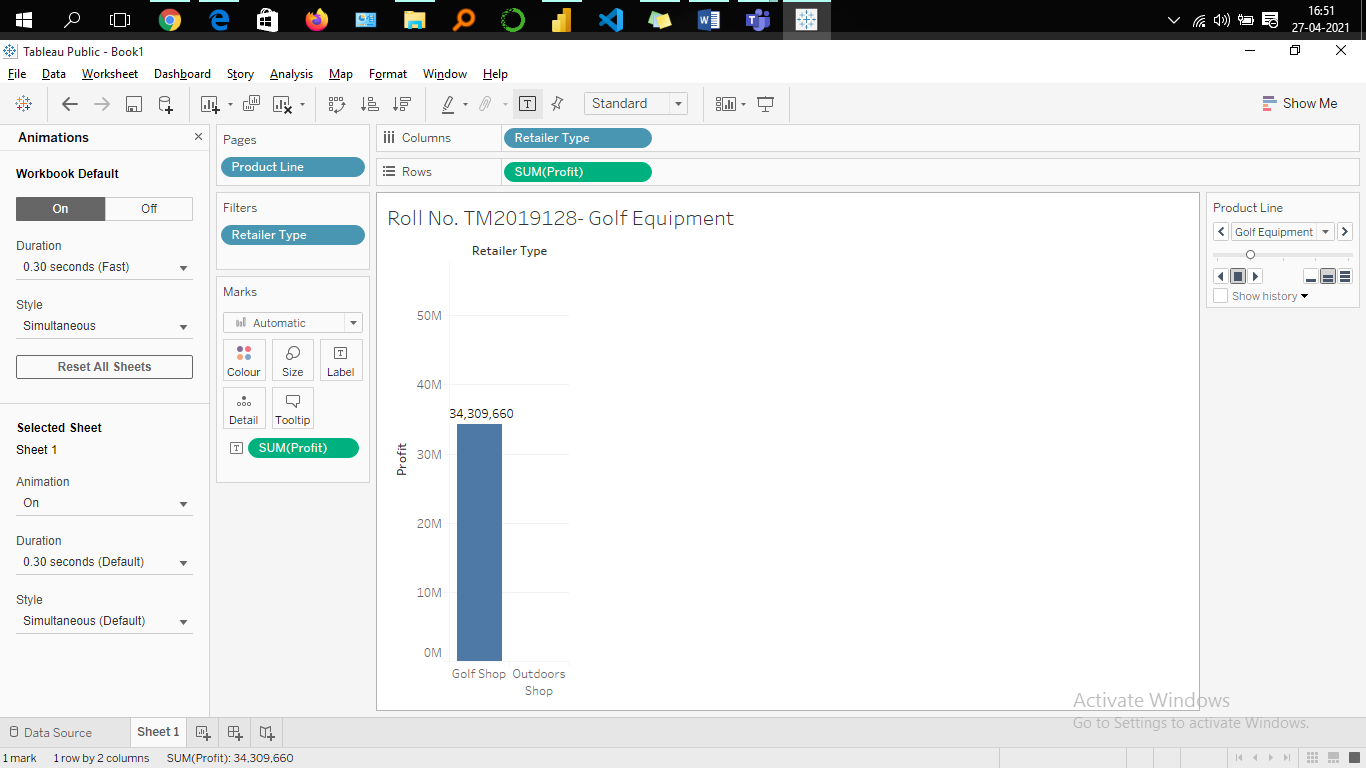 16:51
27-04-2021
Tableau Public - Book1
File Data Worksheet Dashboard Story Analysis Map Format Window Help
Standard
Show Me
Animations
Workbook Default
On Off
Duration
0.30 seconds (Fast)
Style
Simultaneous
Reset All Sheets
Selected Sheet
Sheet 1
Animation
On
Duration
0.30 seconds (Default)
Style
Simultaneous (Default)
Pages
Product Line
Filters
Retailer Type
Marks
Automatic
Colour Size Label
Detail Tooltip
SUM(Profit)
Columns Retailer Type
Rows SUM(Profit)
Roll No. TM2019128- Golf Equipment
Retailer Type
50M
40M
34,309,660
30M
20M
10M
0M
Profit
Golf Shop Outdoors
Shop
Product Line
Golf Equipment
Show history
Activate Windows
Go to Settings to activate Windows.
Data Source Sheet 1
1 mark 1 row by 2 columns SUM(Profit): 34,309,660